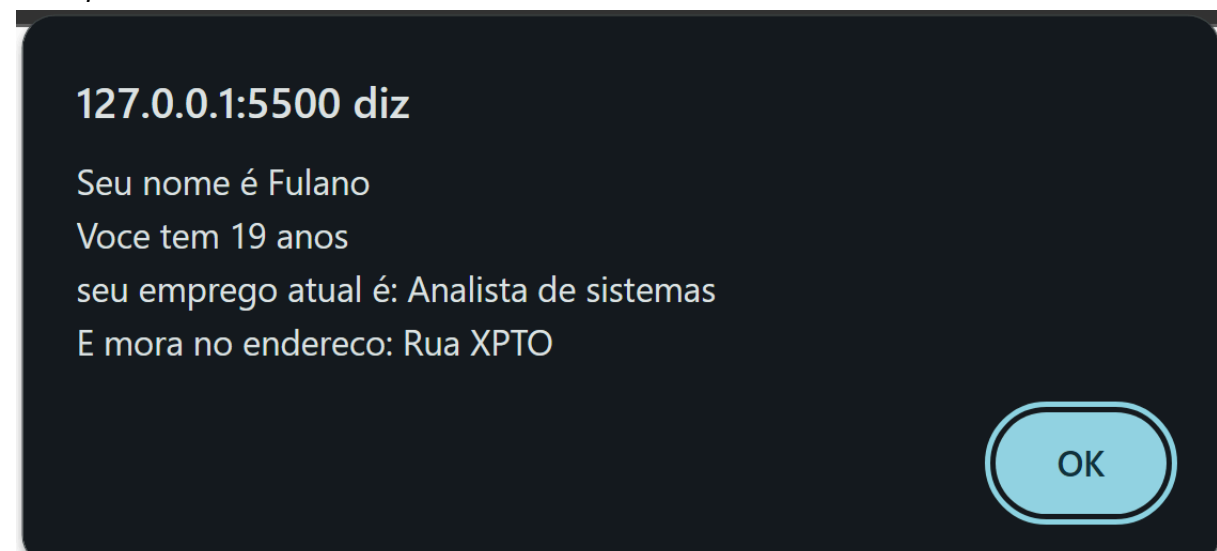 127.0.0.1:5500 diz
Seu nome é Fulano
Voce tem 19 anos
seu emprego atual é: Analista de sistemas
E mora no endereco: Rua XPTO
OK